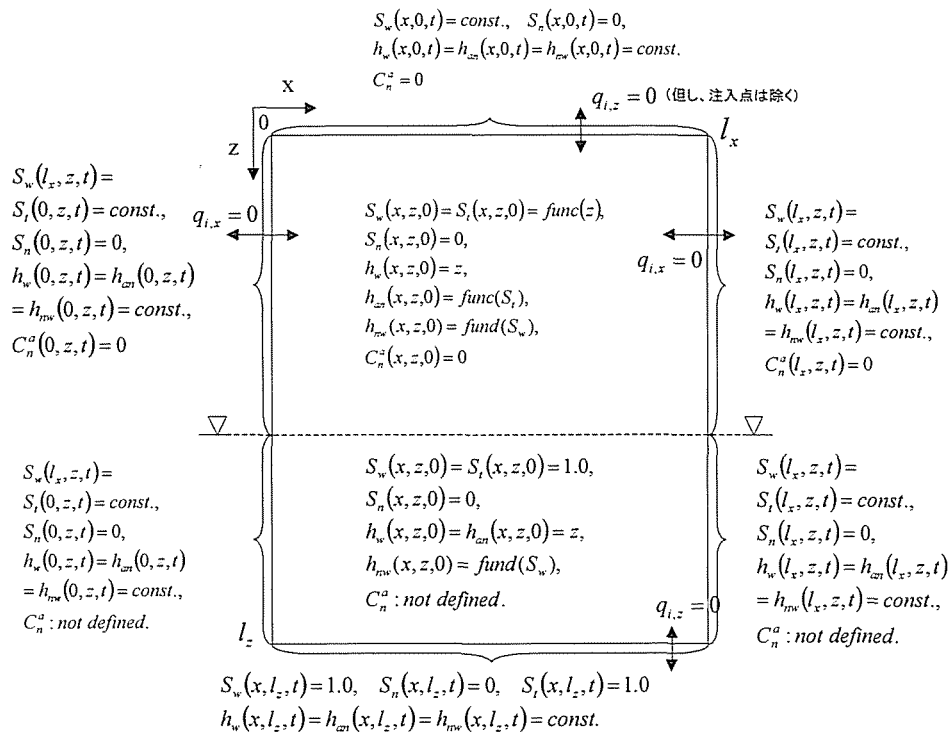 S_w(x,0,t)=const., S_n(x,0,t)=0,
h_w(x,0,t)=h_an(x,0,t)=h_nw(x,0,t)=const.
C_n^a=0
x
0
z
q_{i,z}=0 (但し、注入点は除く)
l_x
S_w(l_x,z,t)=
S_t(0,z,t)=const.,
S_n(0,z,t)=0,
h_w(0,z,t)=h_an(0,z,t)
=h_nw(0,z,t)=const.,
C_n^a(0,z,t)=0
q_{i,x}=0
S_w(x,z,0)=S_t(x,z,0)=func(z),
S_n(x,z,0)=0,
h_w(x,z,0)=z,
h_an(x,z,0)=func(S_t),
h_nw(x,z,0)=fund(S_w),
C_n^a(x,z,0)=0
q_{i,x}=0
S_w(l_x,z,t)=
S_t(l_x,z,t)=const.,
S_n(l_x,z,t)=0,
h_w(l_x,z,t)=h_an(l_x,z,t)
=h_nw(l_x,z,t)=const.,
C_n^a(l_x,z,t)=0
S_w(l_x,z,t)=
S_t(0,z,t)=const.,
S_n(0,z,t)=0,
h_w(0,z,t)=h_an(0,z,t)
=h_nw(0,z,t)=const.,
C_n^a : not defined.
S_w(x,z,0)=S_t(x,z,0)=1.0,
S_n(x,z,0)=0,
h_w(x,z,0)=h_an(x,z,0)=z,
h_nw(x,z,0)=fund(S_w),
C_n^a : not defined.
q_{i,z}=0
S_w(l_x,z,t)=
S_t(l_x,z,t)=const.,
S_n(l_x,z,t)=0,
h_w(l_x,z,t)=h_an(l_x,z,t)
=h_nw(l_x,z,t)=const.,
C_n^a : not defined.
l_z
S_w(x,l_z,t)=1.0, S_n(x,l_z,t)=0, S_t(x,l_z,t)=1.0
h_w(x,l_z,t)=h_an(x,l_z,t)=h_nw(x,l_z,t)=const.